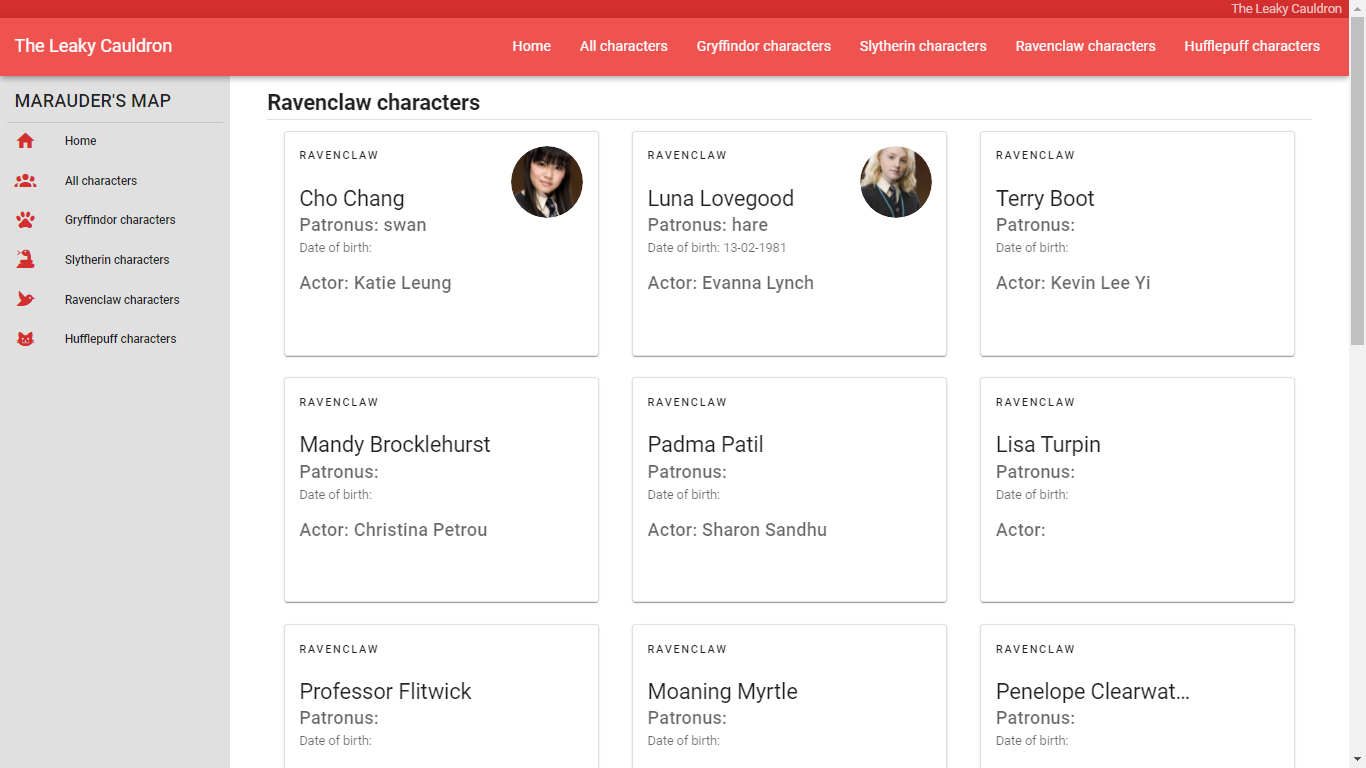 The Leaky Cauldron
The Leaky Cauldron
Home
All characters
Gryffindor characters
Slytherin characters
Ravenclaw characters
Hufflepuff characters
MARAUDER'S MAP
Home
All characters
Gryffindor characters
Slytherin characters
Ravenclaw characters
Hufflepuff characters
Ravenclaw characters
RAVENCLAW
Cho Chang
Patronus: swan
Date of birth:
Actor: Katie Leung
RAVENCLAW
Luna Lovegood
Patronus: hare
Date of birth: 13-02-1981
Actor: Evanna Lynch
RAVENCLAW
Terry Boot
Patronus:
Date of birth:
Actor: Kevin Lee Yi
RAVENCLAW
Mandy Brocklehurst
Patronus:
Date of birth:
Actor: Christina Petrou
RAVENCLAW
Padma Patil
Patronus:
Date of birth:
Actor: Sharon Sandhu
RAVENCLAW
Lisa Turpin
Patronus:
Date of birth:
Actor:
RAVENCLAW
Professor Flitwick
Patronus:
Date of birth:
RAVENCLAW
Moaning Myrtle
Patronus:
Date of birth:
RAVENCLAW
Penelope Clearwat...
Patronus:
Date of birth: